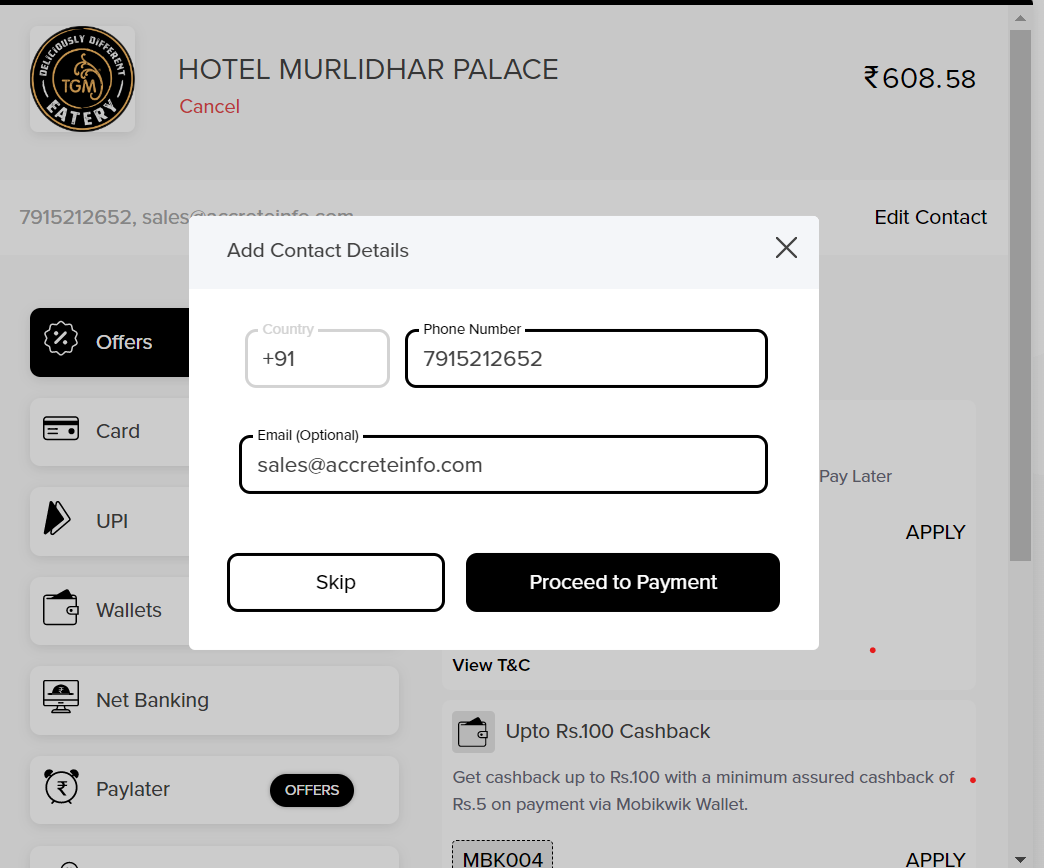 DELICIOUSLY DIFFERENT
TGM
EATERY
HOTEL MURLIDHAR PALACE
Cancel
₹608.58
7915212652, sales@accreteinfo.com
Edit Contact
Add Contact Details
Country
+91
Phone Number
7915212652
Email (Optional)
sales@accreteinfo.com
Skip
Proceed to Payment
Offers
Card
UPI
Wallets
Net Banking
Paylater
OFFERS
Pay Later
APPLY
View T&C
Upto Rs.100 Cashback
Get cashback up to Rs.100 with a minimum assured cashback of
Rs.5 on payment via Mobikwik Wallet.
MBK004
APPLY